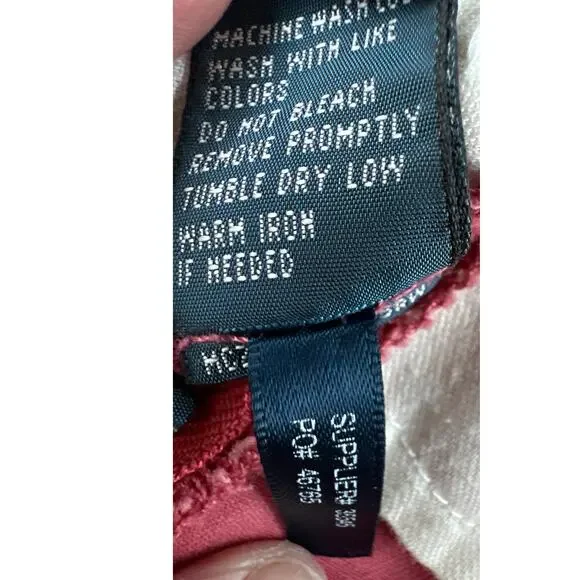 MACHINE WASH
WASH WITH LIKE
COLORS
DO NOT BLEACH
REMOVE PROMPTLY
TUMBLE DRY LOW
WARM IRON
IF NEEDED
SUPPLIER#
PO# 46765